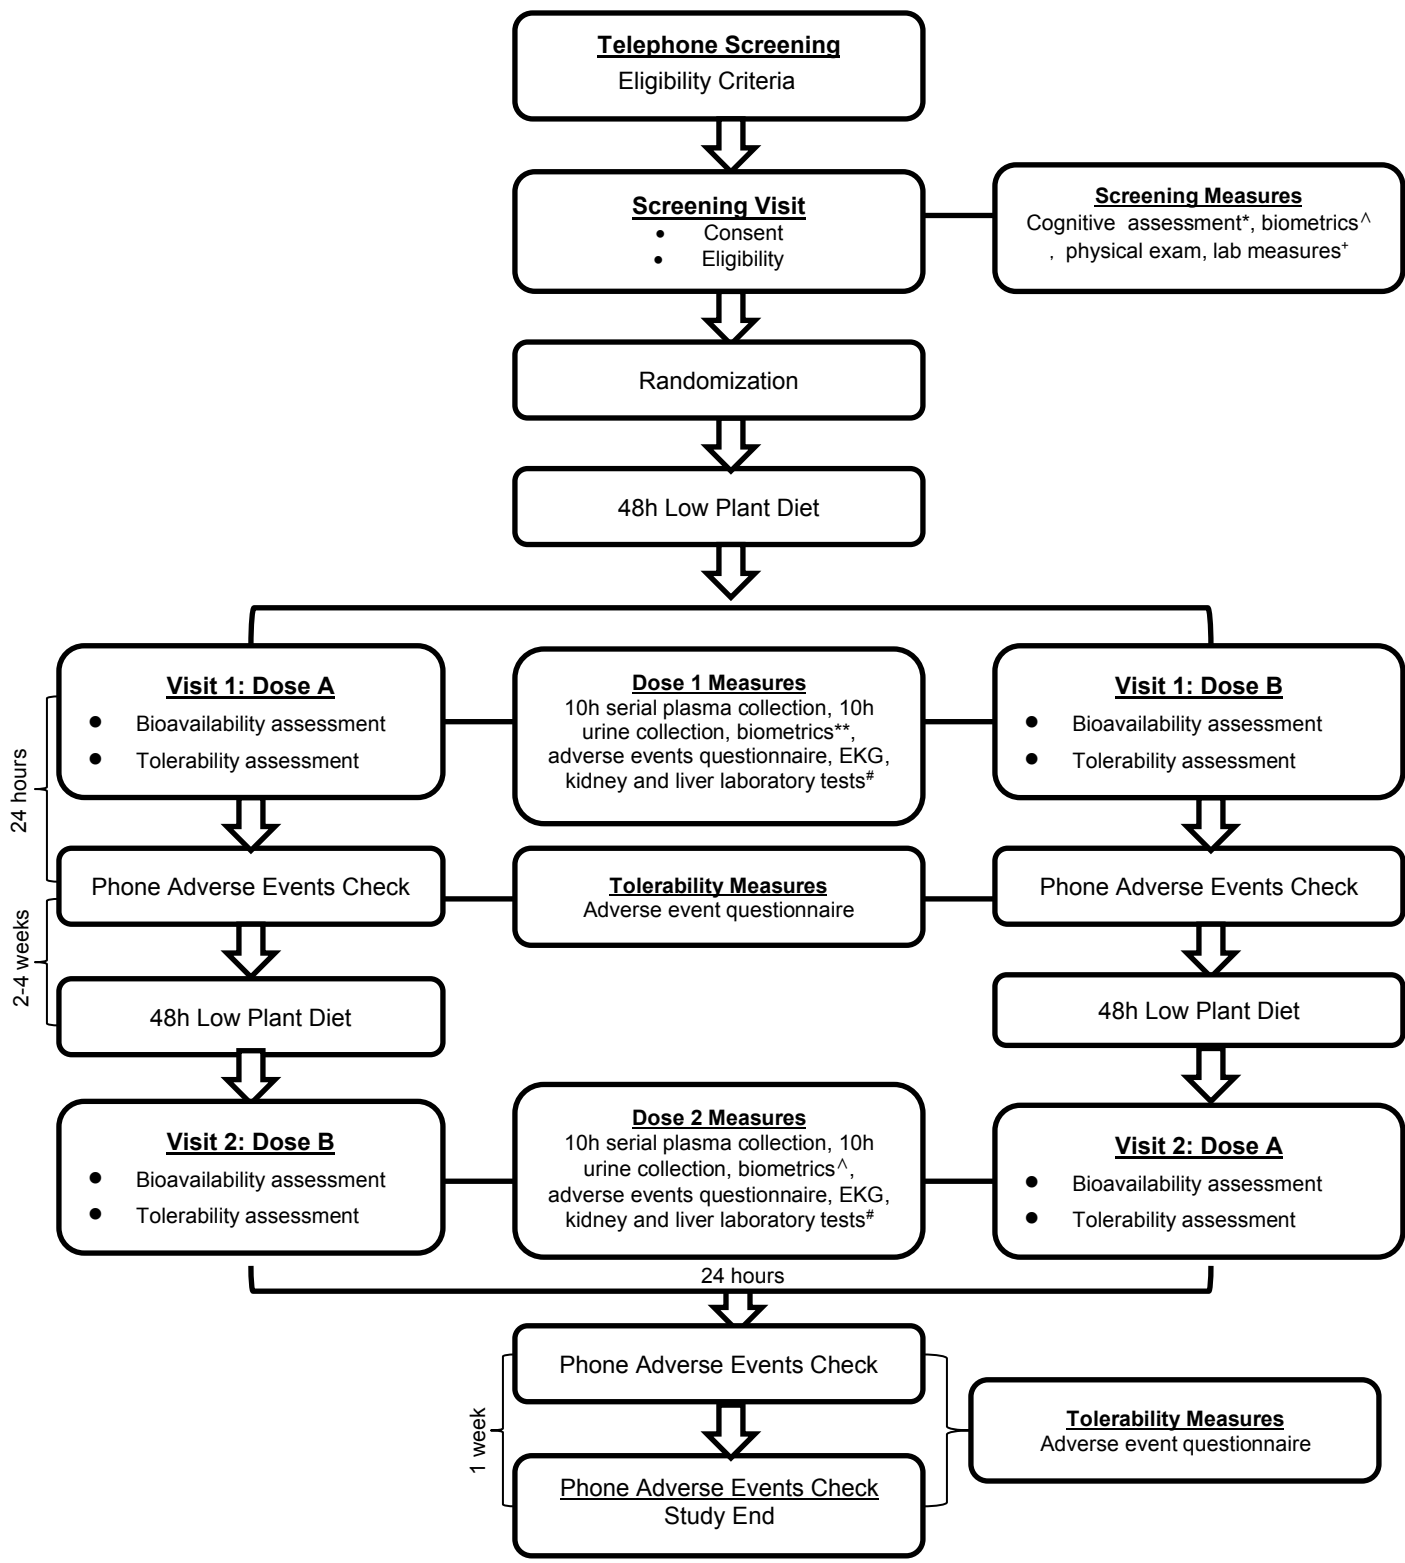 Telephone Screening
Eligibility Criteria
Screening Visit
• Consent
• Eligibility
Screening Measures
Cognitive assessment*, biometrics^
, physical exam, lab measures+
Randomization
48h Low Plant Diet
Visit 1: Dose A
• Bioavailability assessment
• Tolerability assessment
Dose 1 Measures
10h serial plasma collection, 10h
urine collection, biometrics**,
adverse events questionnaire, EKG,
kidney and liver laboratory tests#
Visit 1: Dose B
• Bioavailability assessment
• Tolerability assessment
24 hours
Phone Adverse Events Check
Tolerability Measures
Adverse event questionnaire
Phone Adverse Events Check
2-4 weeks
48h Low Plant Diet
48h Low Plant Diet
Visit 2: Dose B
• Bioavailability assessment
• Tolerability assessment
Dose 2 Measures
10h serial plasma collection, 10h
urine collection, biometrics^,
adverse events questionnaire, EKG,
kidney and liver laboratory tests#
Visit 2: Dose A
• Bioavailability assessment
• Tolerability assessment
24 hours
Phone Adverse Events Check
1 week
Tolerability Measures
Adverse event questionnaire
Phone Adverse Events Check
Study End